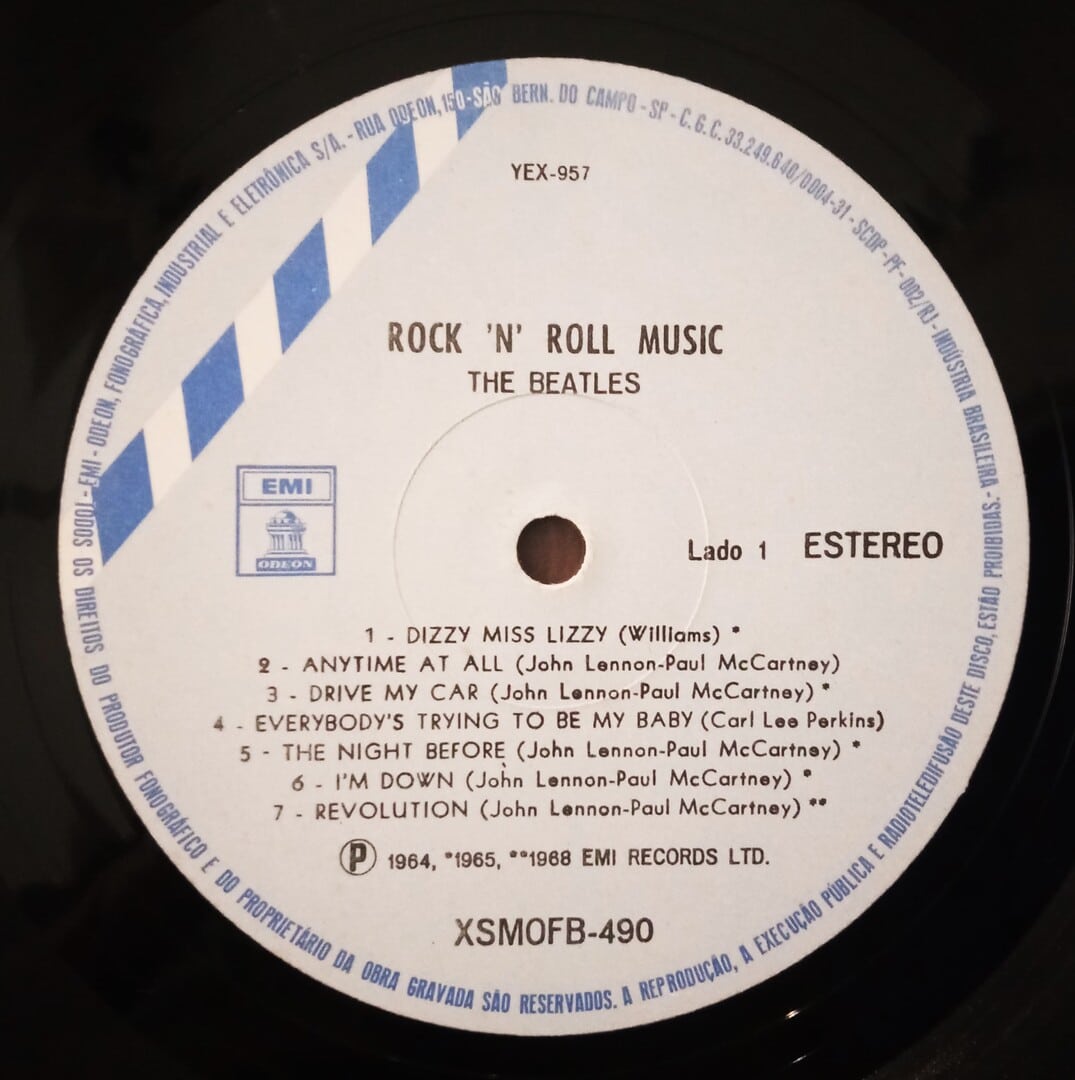 EMI-ODEON, FONOGRÁFICA, INDUSTRIAL E ELETRÔNICA S/A. - RUA ODEON, 150 - SÃO BERN. DO CAMPO - SP - C.G.C. 33.249.640/0004-31 - SCDP-PF-002/RJ - INDÚSTRIA BRASILEIRA - TODOS OS DIREITOS DO PRODUTOR FONOGRÁFICO E DO PROPRIETÁRIO DA OBRA GRAVADA SÃO RESERVADOS. A REPRODUÇÃO, A EXECUÇÃO PÚBLICA E RADIOTELEDIFUSÃO DESTE DISCO, ESTÃO PROIBIDAS.
YEX-957
ROCK 'N' ROLL MUSIC
THE BEATLES
EMI
ODEON
Lado 1 ESTEREO
1 - DIZZY MISS LIZZY (Williams) *
2 - ANYTIME AT ALL (John Lennon-Paul McCartney)
3 - DRIVE MY CAR (John Lennon-Paul McCartney) *
4 - EVERYBODY'S TRYING TO BE MY BABY (Carl Lee Perkins)
5 - THE NIGHT BEFORE (John Lennon-Paul McCartney) *
6 - I'M DOWN (John Lennon-Paul McCartney) *
7 - REVOLUTION (John Lennon-Paul McCartney) **
Ⓟ 1964, *1965, **1968 EMI RECORDS LTD.
XSMOFB-490